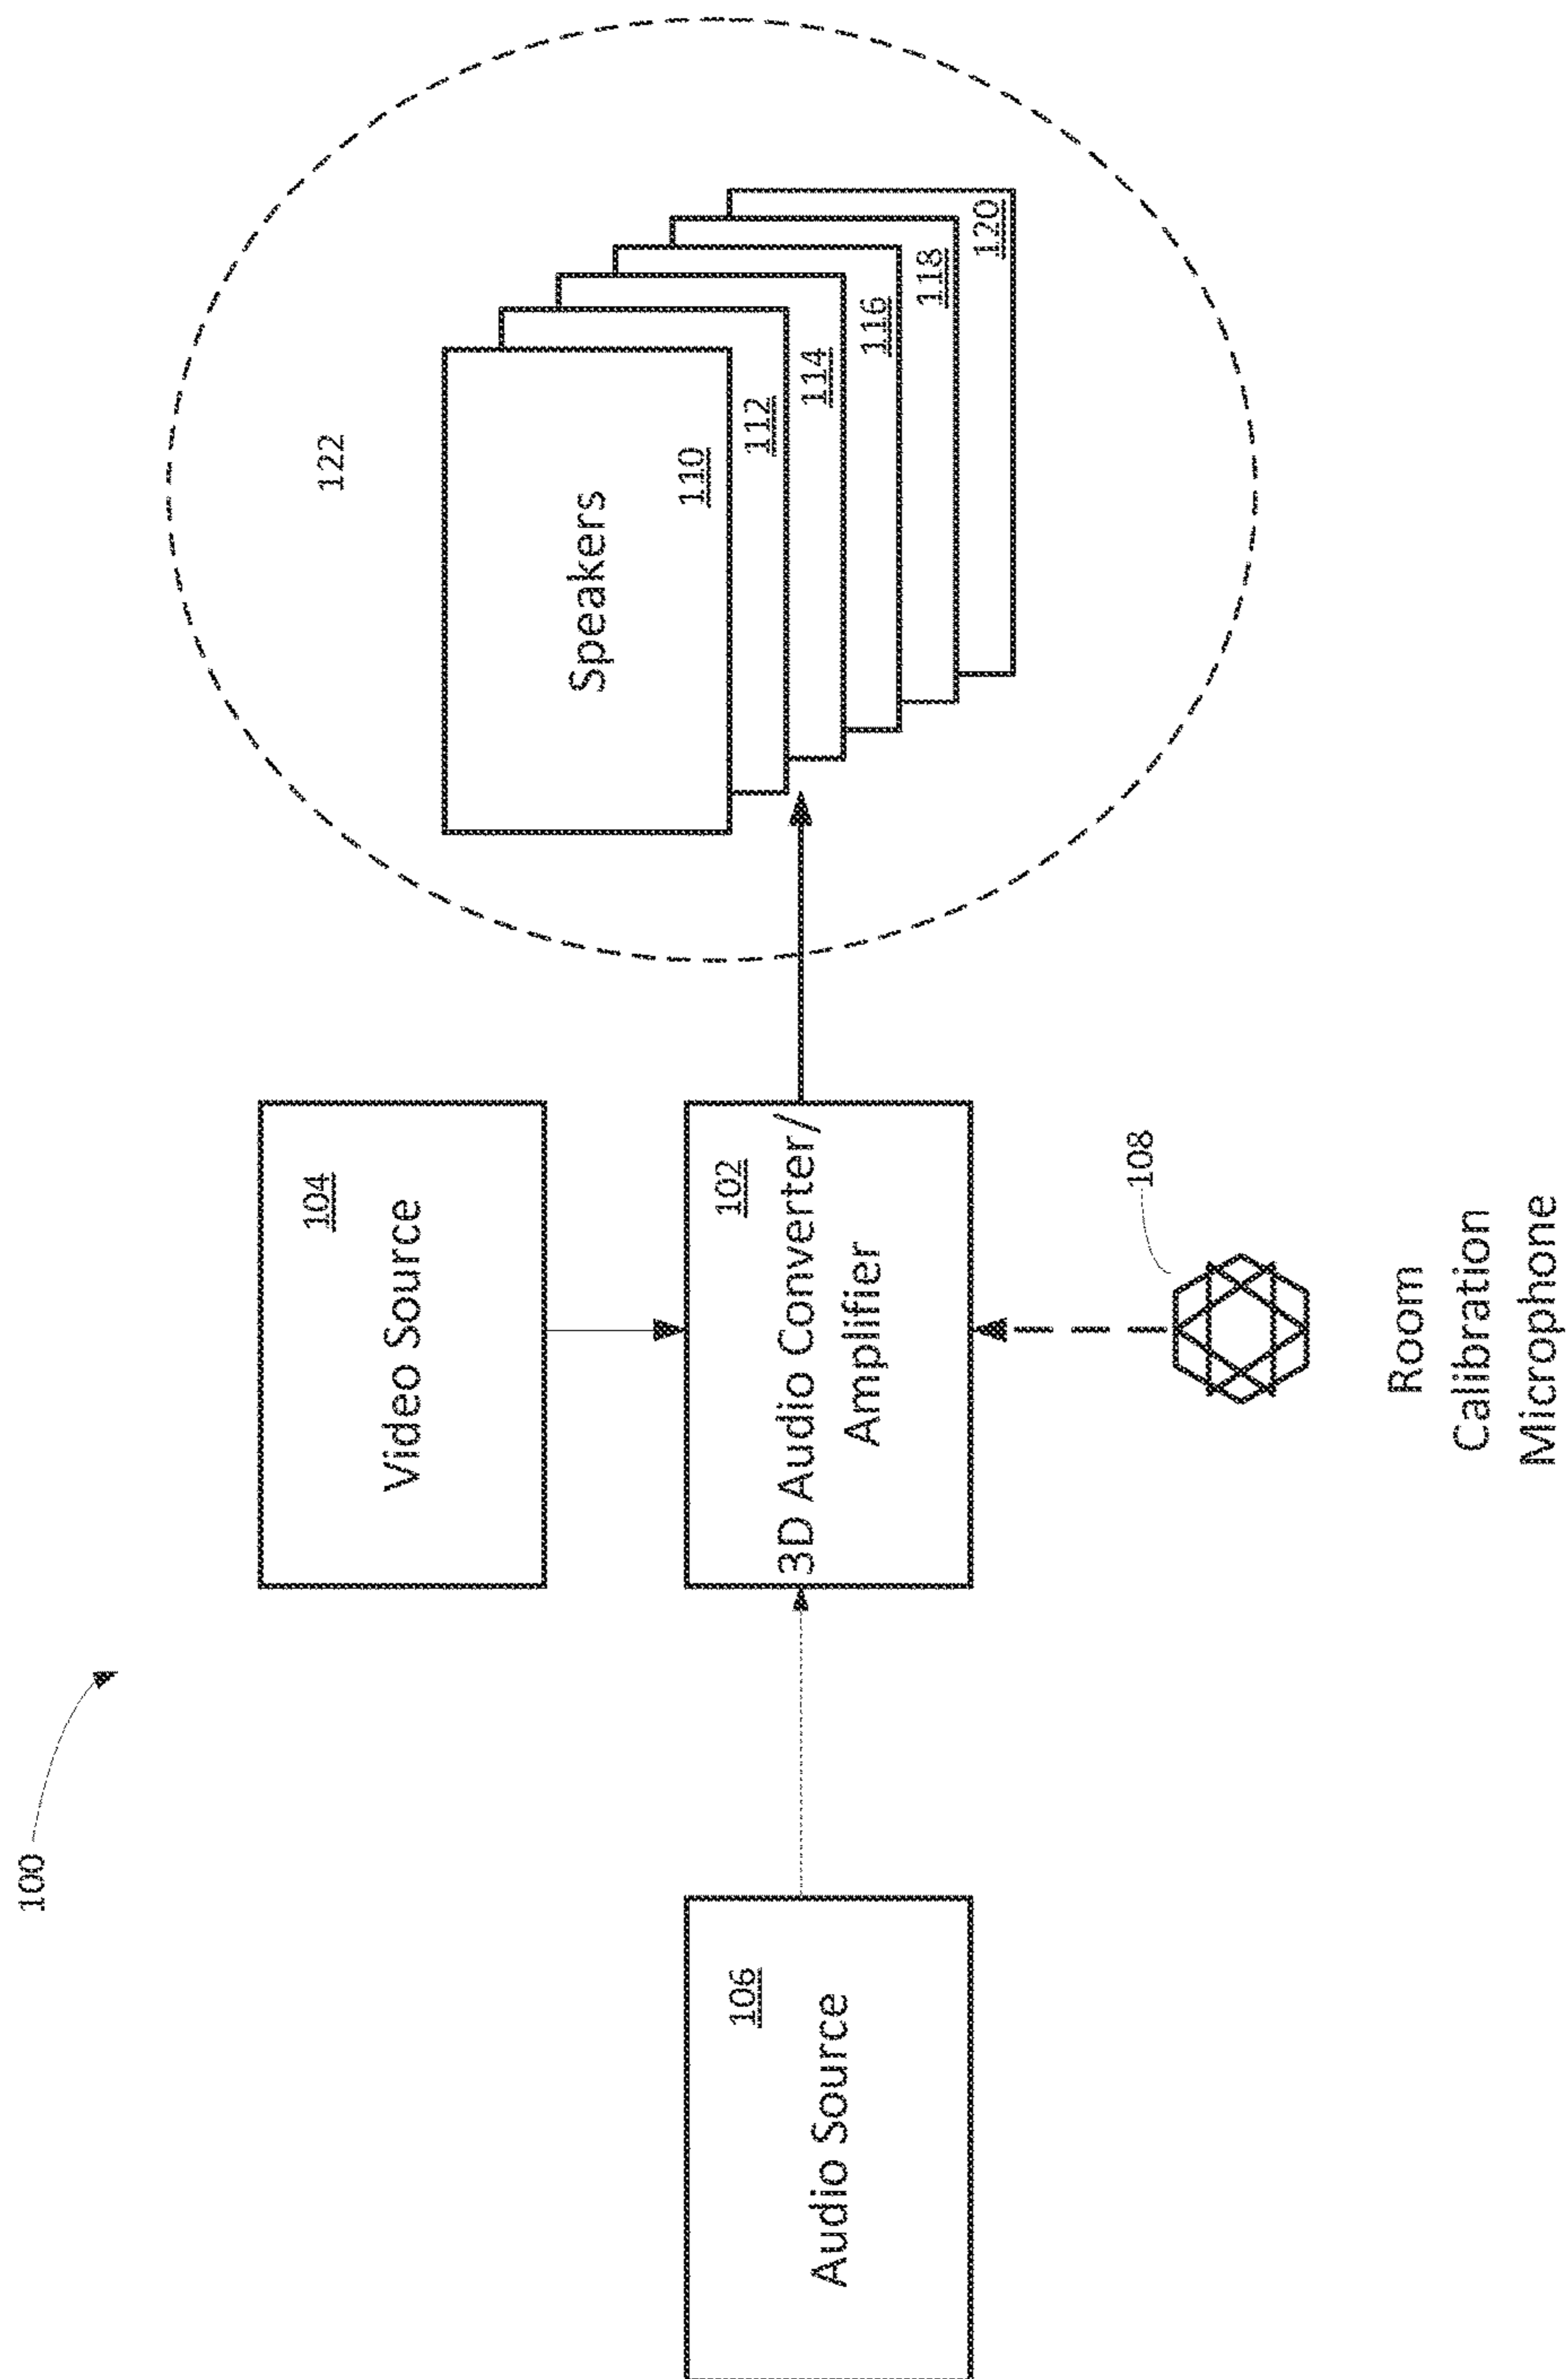 100
104
Video Source
122
Speakers
110
112
114
116
118
120
106
Audio Source
102
3D Audio Converter/
Amplifier
108
Room
Calibration
Microphone